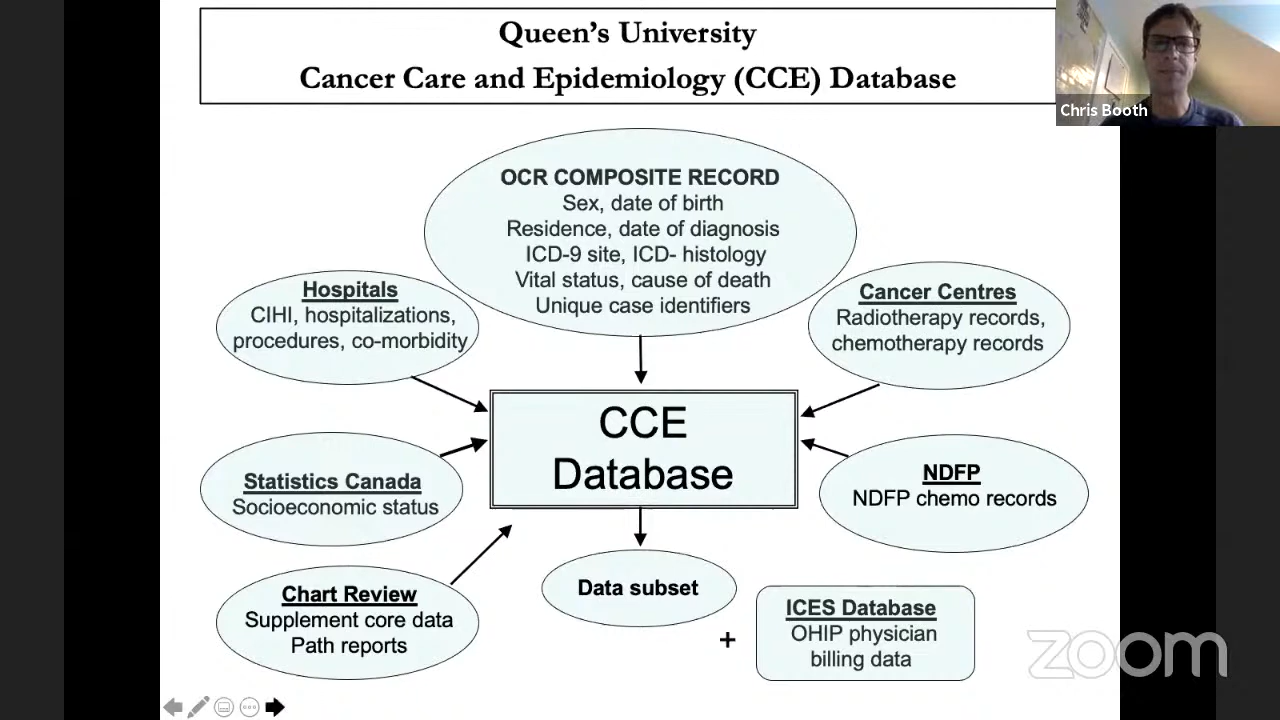 Queen's University
Cancer Care and Epidemiology (CCE) Database
Chris Booth
OCR COMPOSITE RECORD
Sex, date of birth
Residence, date of diagnosis
ICD-9 site, ICD- histology
Vital status, cause of death
Unique case identifiers
Hospitals
CIHI, hospitalizations,
procedures, co-morbidity
Cancer Centres
Radiotherapy records,
chemotherapy records
CCE
Database
Statistics Canada
Socioeconomic status
NDFP
NDFP chemo records
Chart Review
Supplement core data
Path reports
Data subset
+
ICES Database
OHIP physician
billing data
zoom